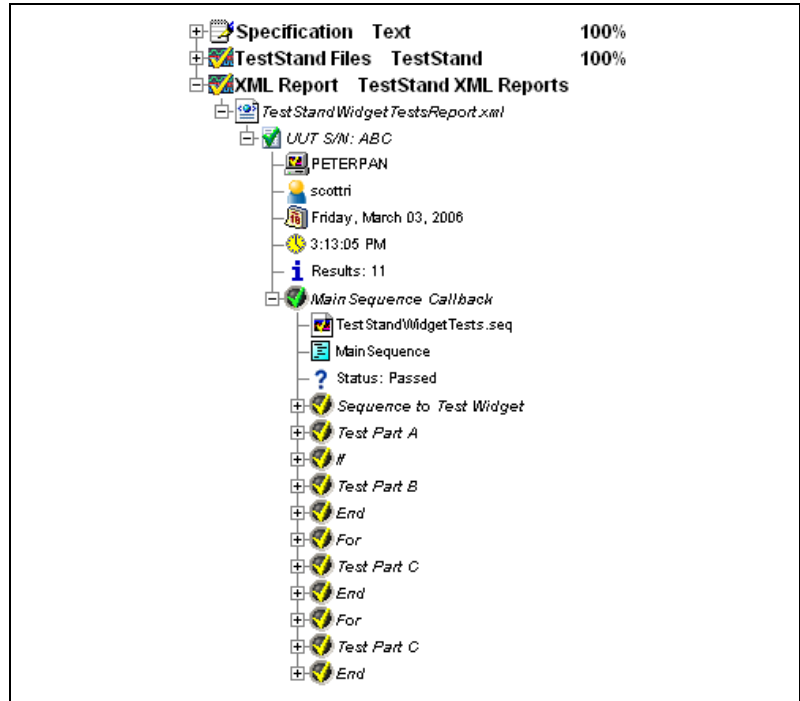 Specification Text 100%
TestStand Files TestStand 100%
XML Report TestStand XML Reports
TestStandWidgetTestsReport.xml
UUT S/N: ABC
PETERPAN
scottri
Friday, March 03, 2006
3:13:05 PM
Results: 11
MainSequence Callback
TestStandWidgetTests.seq
MainSequence
Status: Passed
Sequence to Test Widget
Test Part A
If
Test Part B
End
For
Test Part C
End
For
Test Part C
End